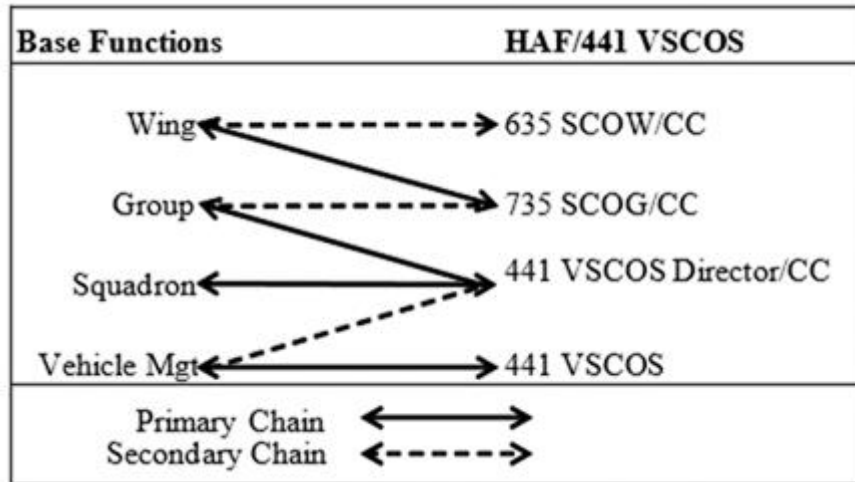 Base Functions HAF/441 VSCOS
Wing 635 SCOW/CC
Group 735 SCOG/CC
Squadron 441 VSCOS Director/CC
Vehicle Mgt 441 VSCOS
Primary Chain
Secondary Chain